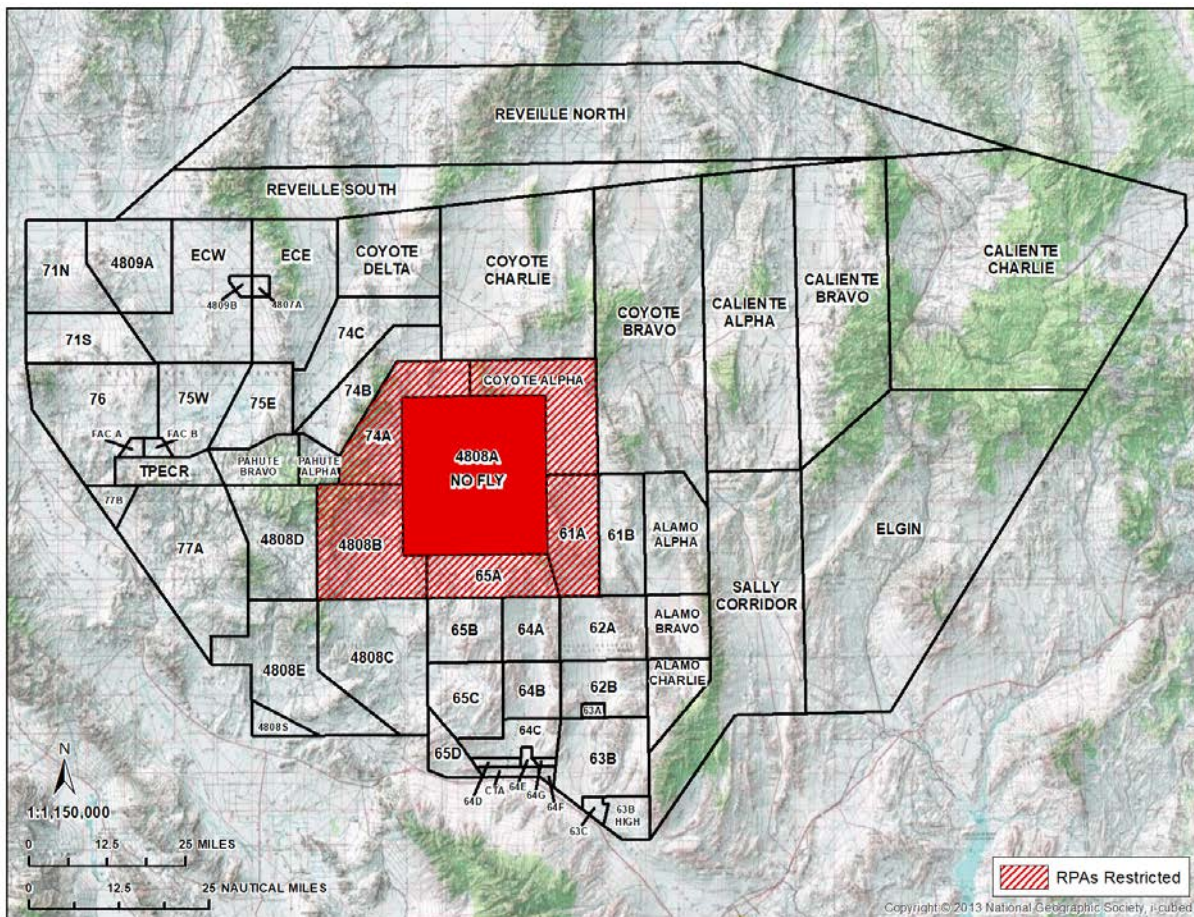 REVEILLE NORTH
REVEILLE SOUTH
71N
4809A
ECW
ECE
COYOTE
DELTA
COYOTE
CHARLIE
CALIENTE
CHARLIE
4809B
4807A
CALIENTE
BRAVO
CALIENTE
ALPHA
COYOTE
BRAVO
71S
74C
76
75W
75E
74B
COYOTE ALPHA
FAC A
FAC B
74A
4808A
NO FLY
TPECR
PAHUTE
BRAVO
PAHUTE
ALPHA
77B
77A
4808D
4808B
61A
61B
ALAMO
ALPHA
ELGIN
65A
SALLY
CORRIDOR
65B
64A
62A
ALAMO
BRAVO
4808E
4808C
65C
64B
62B
ALAMO
CHARLIE
63A
4808S
64C
65D
63B
64D
CTA
64E
64G
64F
63C
63B
HIGH
N
1:1,150,000
0
12.5
25 MILES
0
12.5
25 NAUTICAL MILES
RPAs Restricted
Copyright © 2013 National Geographic Society, i-cubed